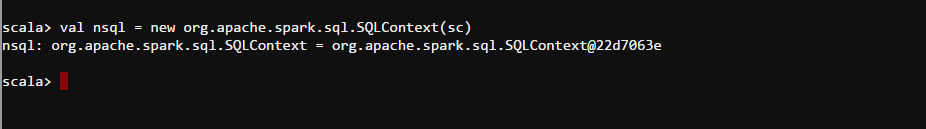 scala> val nsql = new org.apache.spark.sql.SQLContext(sc)
nsql: org.apache.spark.sql.SQLContext = org.apache.spark.sql.SQLContext@22d7063e
scala>